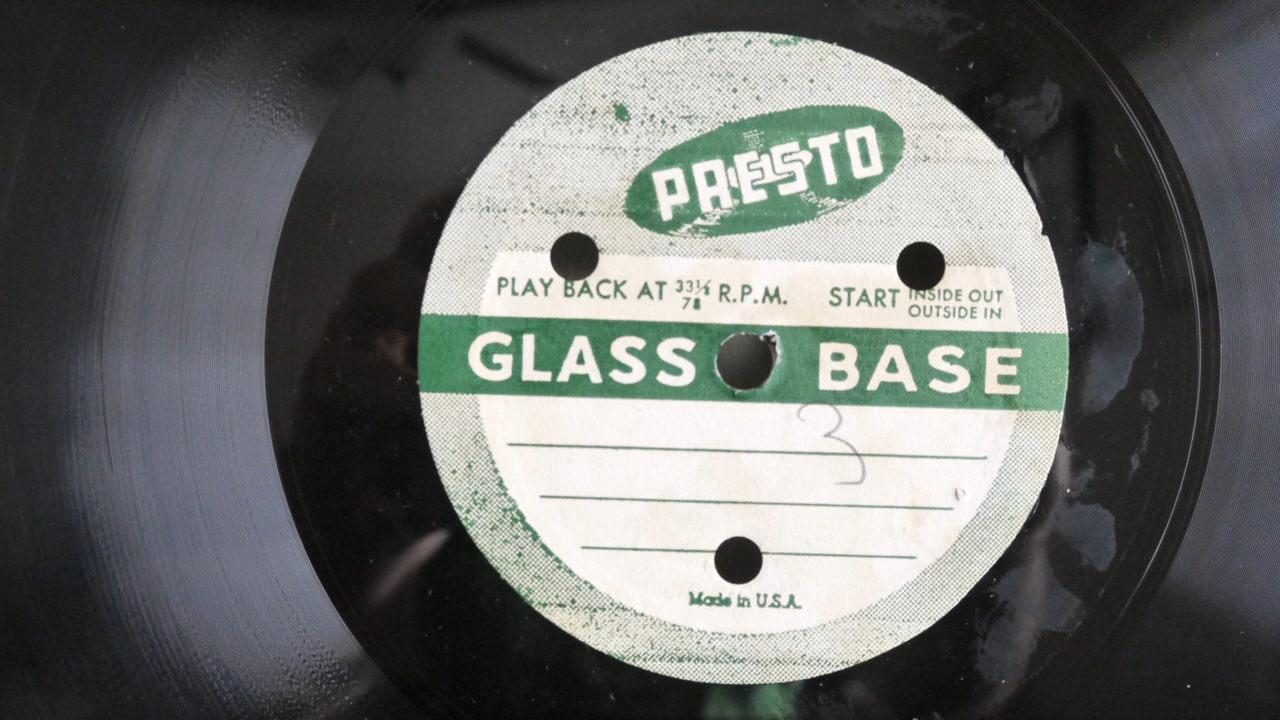 PRESTO
PLAY BACK AT 33⅓ 78 R.P.M.
START INSIDE OUT OUTSIDE IN
GLASS BASE
3
Made in U.S.A.